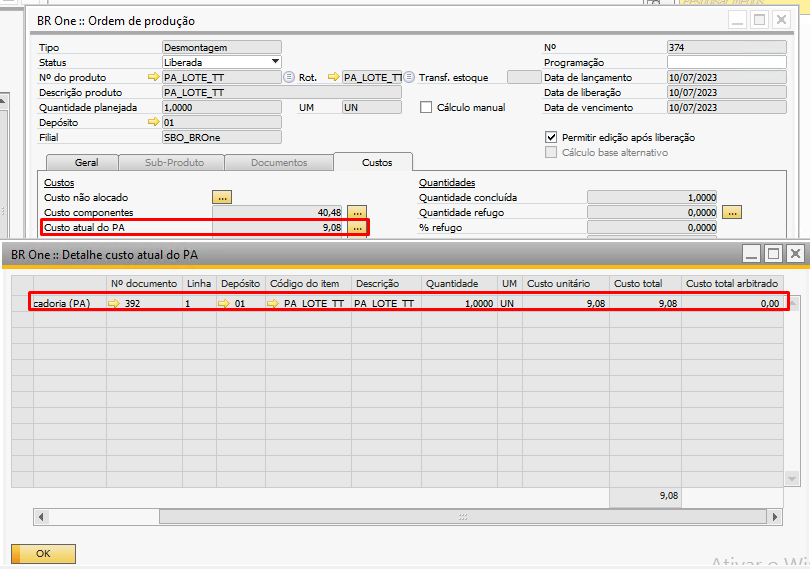 BR One :: Ordem de produção
Tipo Desmontagem Nº 374
Status Liberada Programação
Nº do produto PA_LOTE_TT Rot. PA_LOTE_T Transf. estoque Data de lançamento 10/07/2023
Descrição produto PA_LOTE_TT Data de liberação 10/07/2023
Quantidade planejada 1,0000 UM UN Cálculo manual Data de vencimento 10/07/2023
Depósito 01
Filial SBO_BROne Permitir edição após liberação
Cálculo base alternativo
Geral Sub-Produto Documentos Custos
Custos Quantidades
Custo não alocado ... Quantidade concluída 1,0000
Custo componentes 40,48 ... Quantidade refugo 0,0000 ...
Custo atual do PA 9,08 ... % refugo 0,0000
BR One :: Detalhe custo atual do PA
Nº documento Linha Depósito Código do item Descrição Quantidade UM Custo unitário Custo total Custo total arbitrado
cadoria (PA) 392 1 01 PA_LOTE_TT PA_LOTE_TT 1,0000 UN 9,08 9,08 0,00
9,08
OK